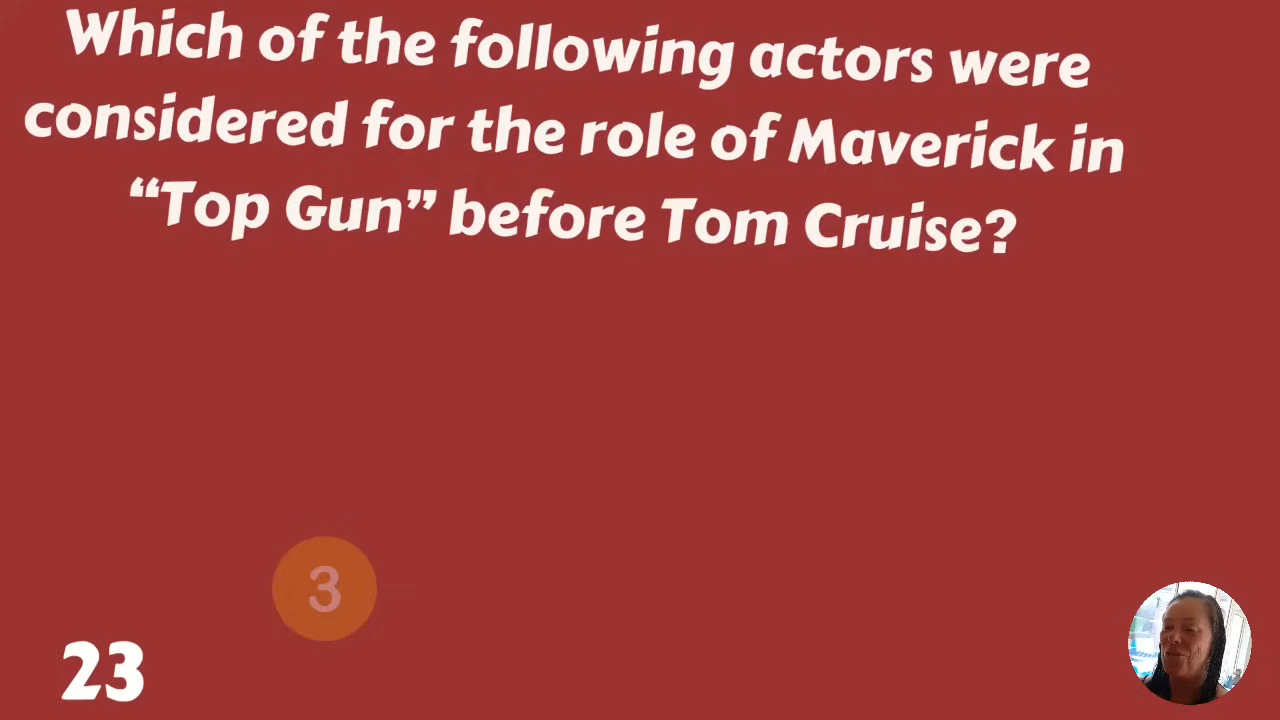 Which of the following actors were
considered for the role of Maverick in
“Top Gun” before Tom Cruise?
3
23